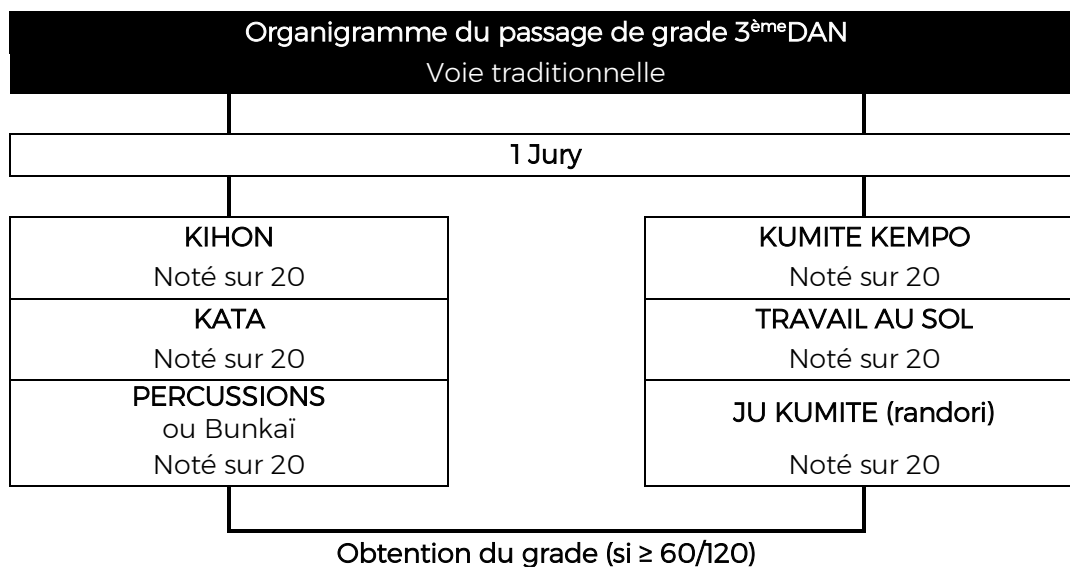 Organigramme du passage de grade 3èmeDAN
Voie traditionnelle
1 Jury
KIHON
Noté sur 20
KATA
Noté sur 20
PERCUSSIONS
ou Bunkaï
Noté sur 20
KUMITE KEMPO
Noté sur 20
TRAVAIL AU SOL
Noté sur 20
JU KUMITE (randori)
Noté sur 20
Obtention du grade (si ≥ 60/120)